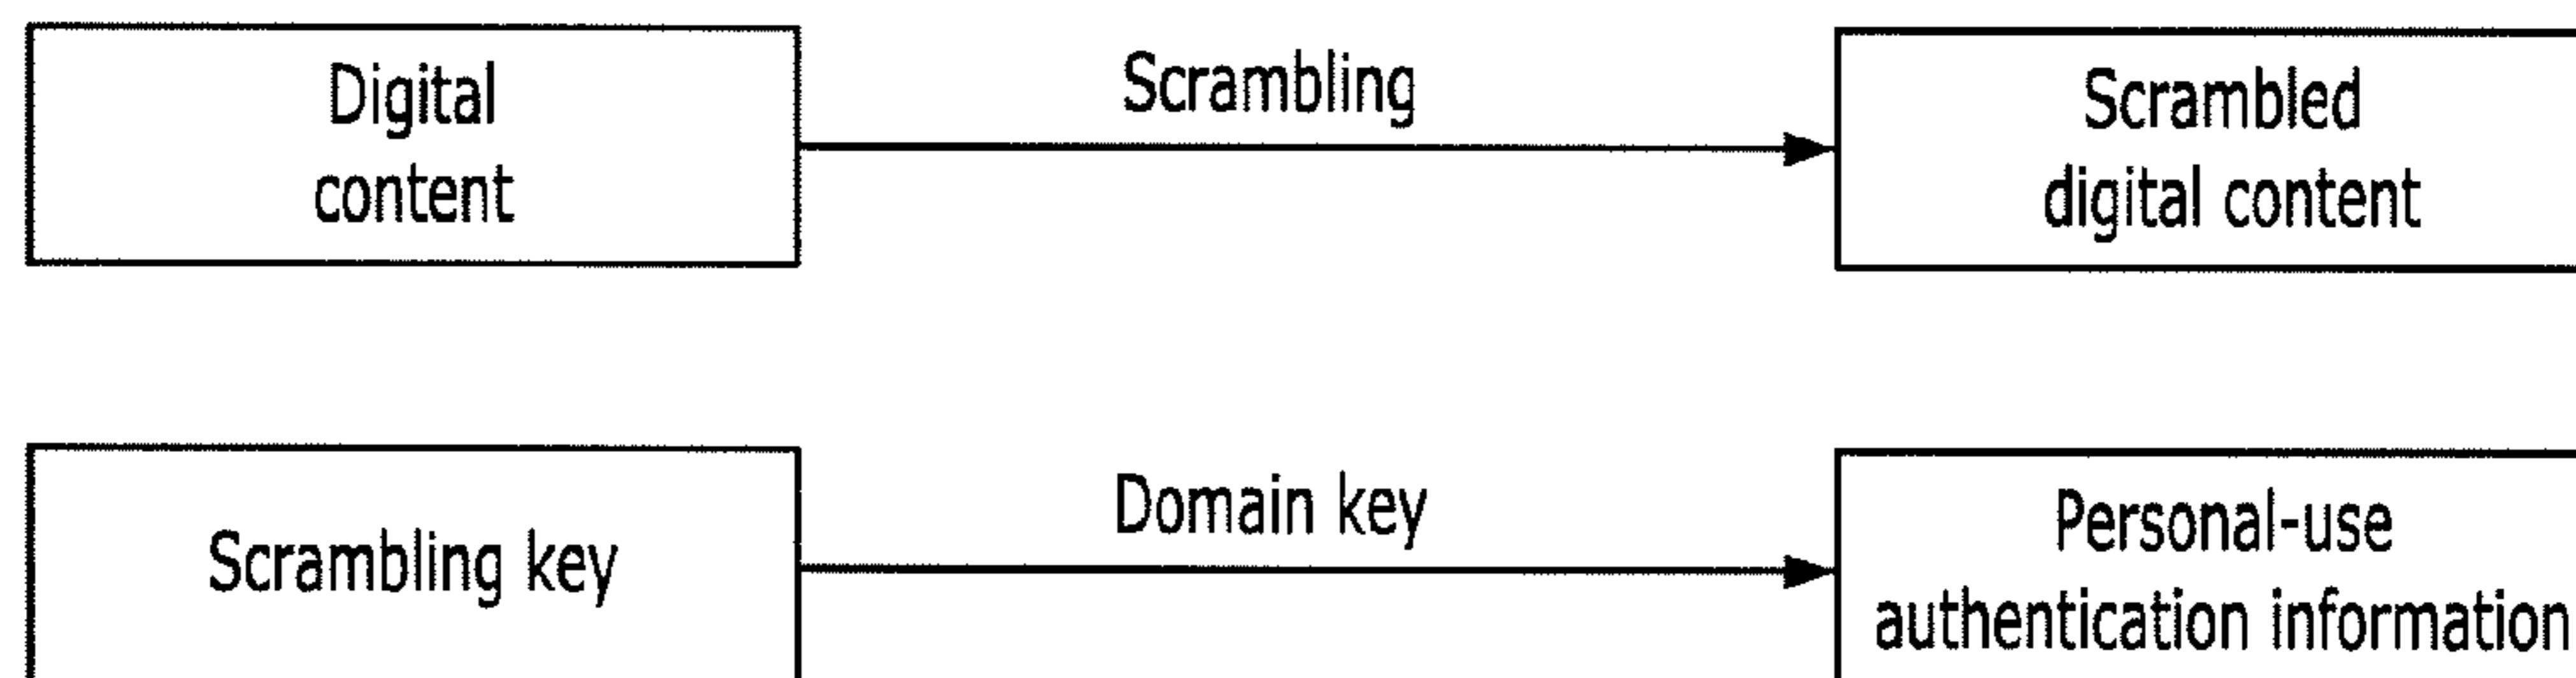 Digital
content
Scrambling
Scrambled
digital content
Scrambling key
Domain key
Personal-use
authentication information